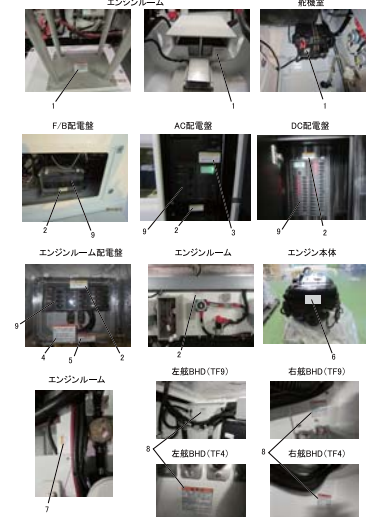 エンジンルーム
舵機室
1
1
1
F/B配電盤
AC配電盤
DC配電盤
2
9
9
2
3
9
2
エンジンルーム配電盤
エンジンルーム
エンジン本体
9
4
5
2
2
6
エンジンルーム
左舷BHD(TF9)
右舷BHD(TF9)
8
左舷BHD(TF4)
8
右舷BHD(TF4)
7